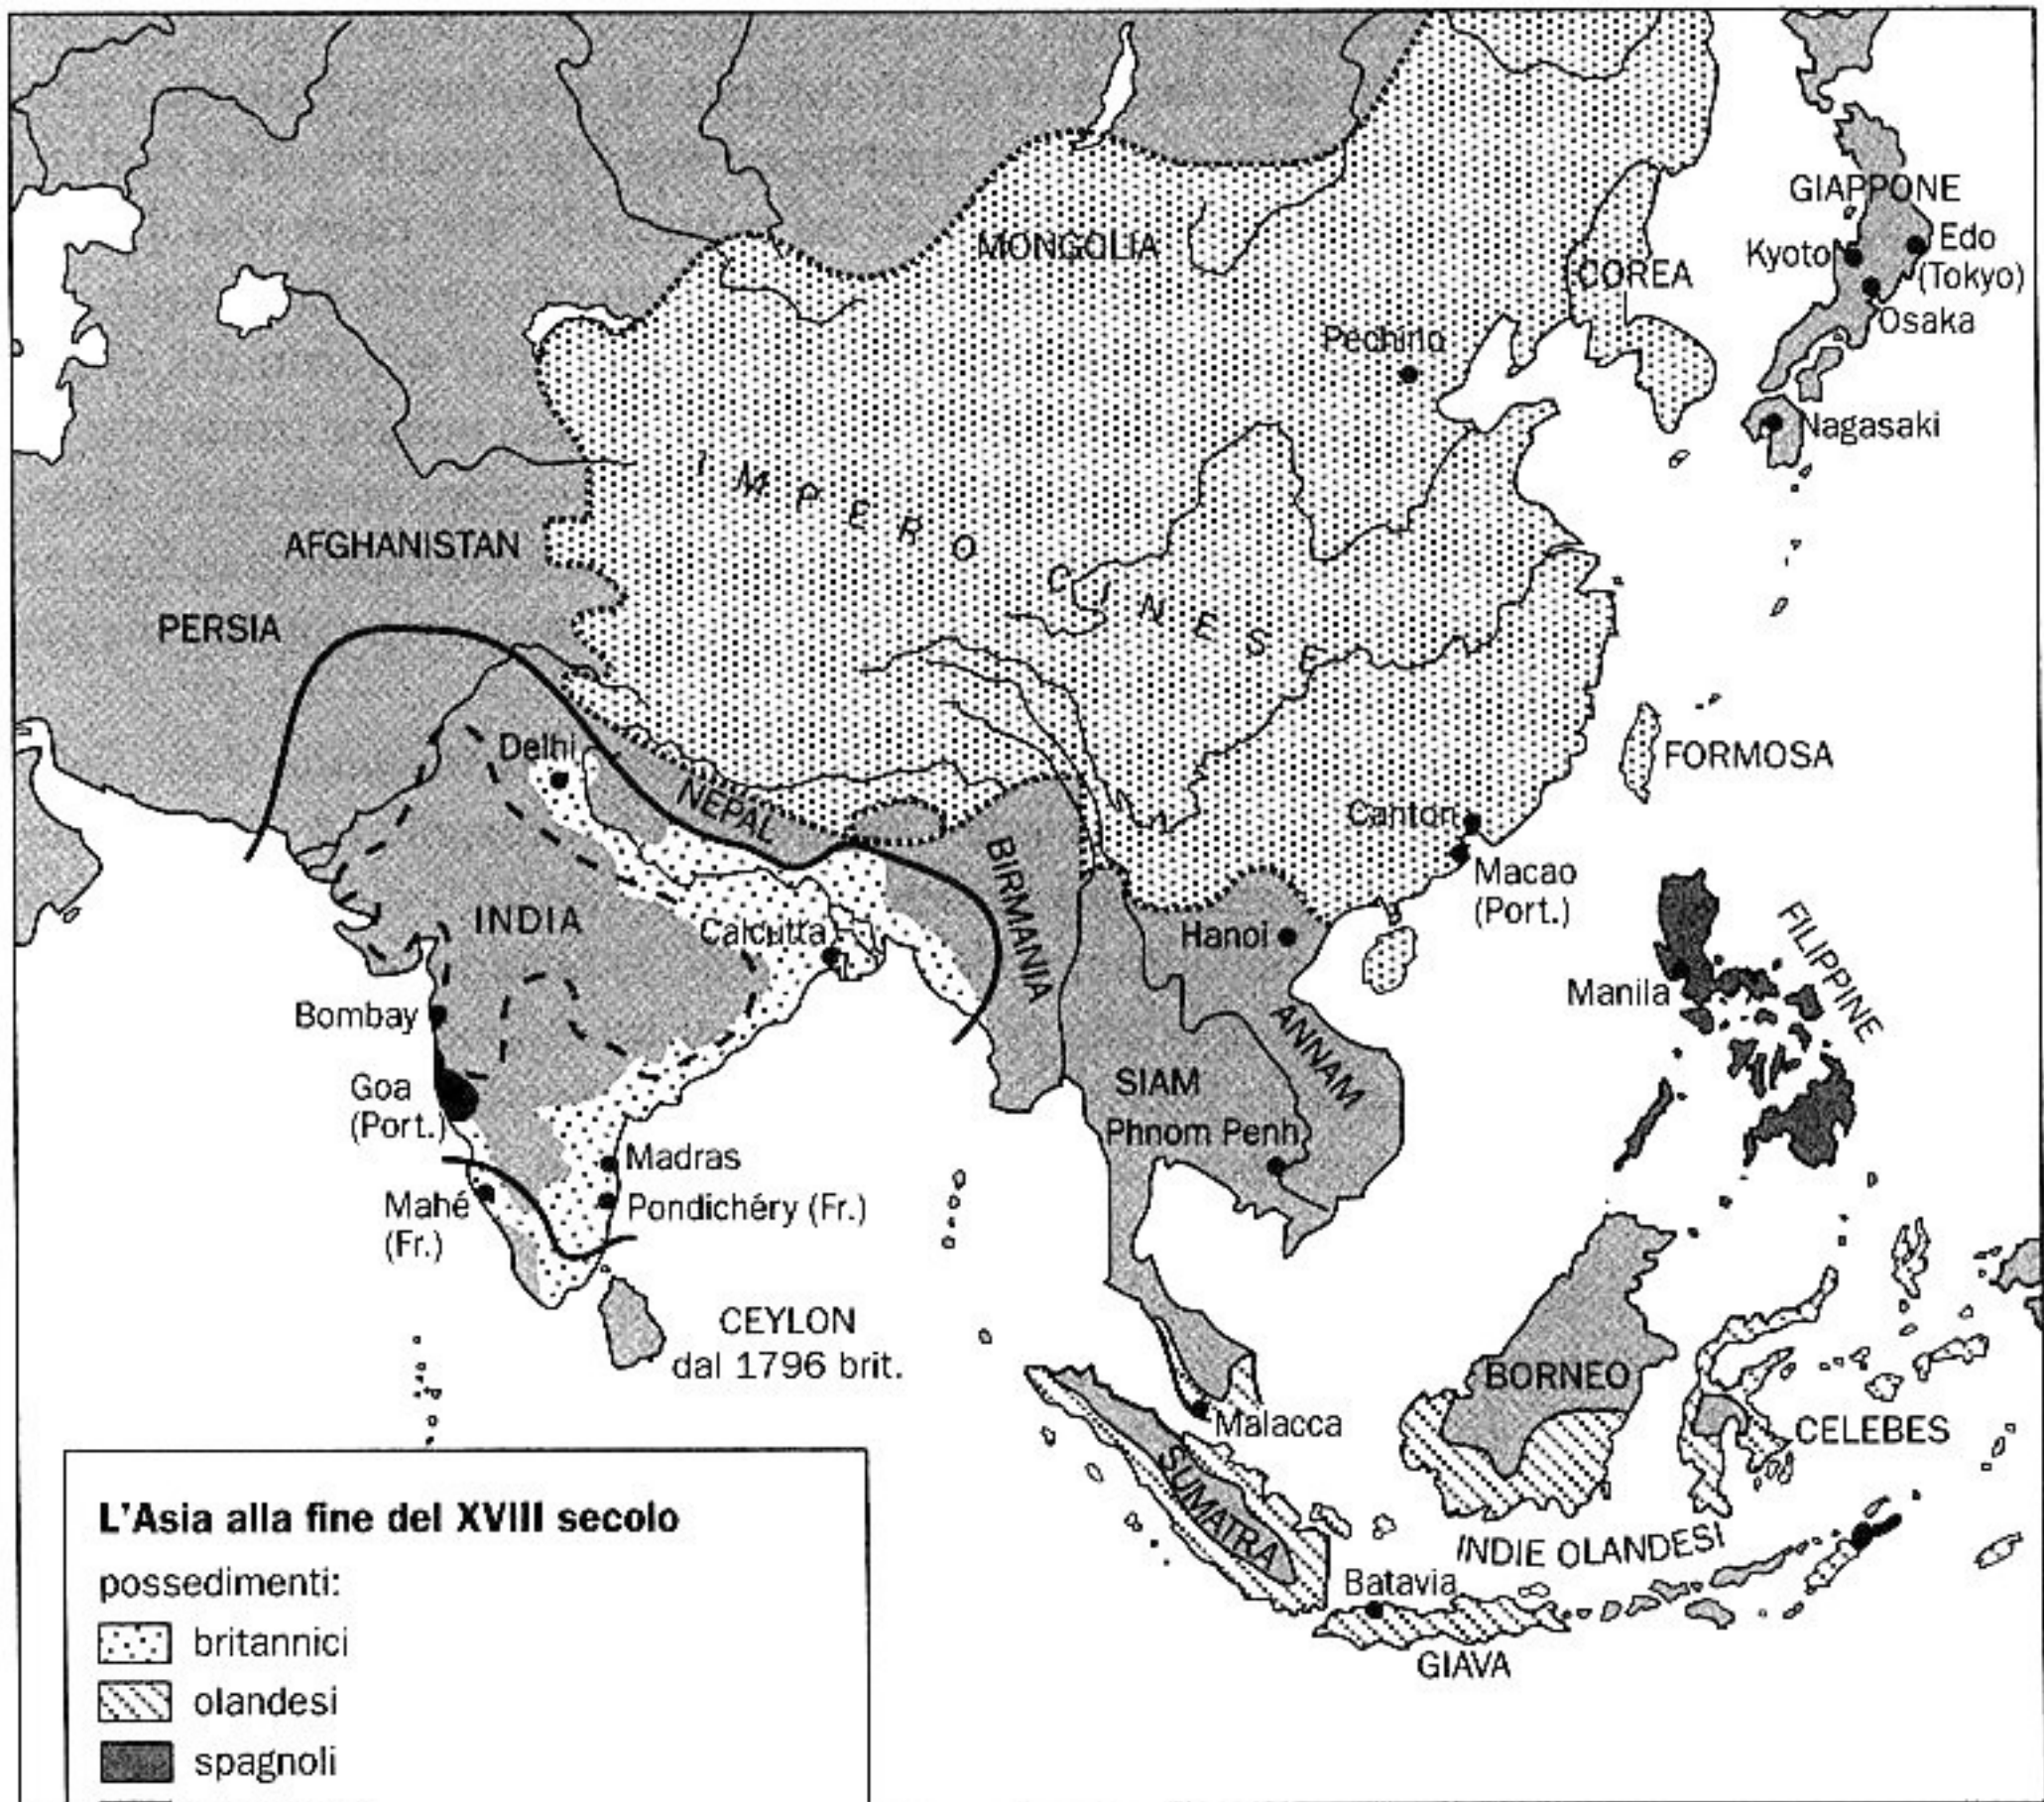 GIAPPONE
MONGOLIA
Kyoto
Edo
(Tokyo)
COREA
Osaka
Pechino
Nagasaki
IMPERO CINESE
AFGHANISTAN
PERSIA
Delhi
NEPAL
FORMOSA
Canton
BIRMANIA
Macao
(Port.)
INDIA
Calcutta
Hanoi
FILIPPINE
Manila
Bombay
ANNAM
SIAM
Goa
(Port.)
Phnom Penh
Madras
Mahé
(Fr.)
Pondichéry (Fr.)
CEYLON
dal 1796 brit.
BORNEO
Malacca
CELEBES
SUMATRA
INDIE OLANDESI
Batavia
GIAVA
L'Asia alla fine del XVIII secolo
possedimenti:
britannici
olandesi
spagnoli